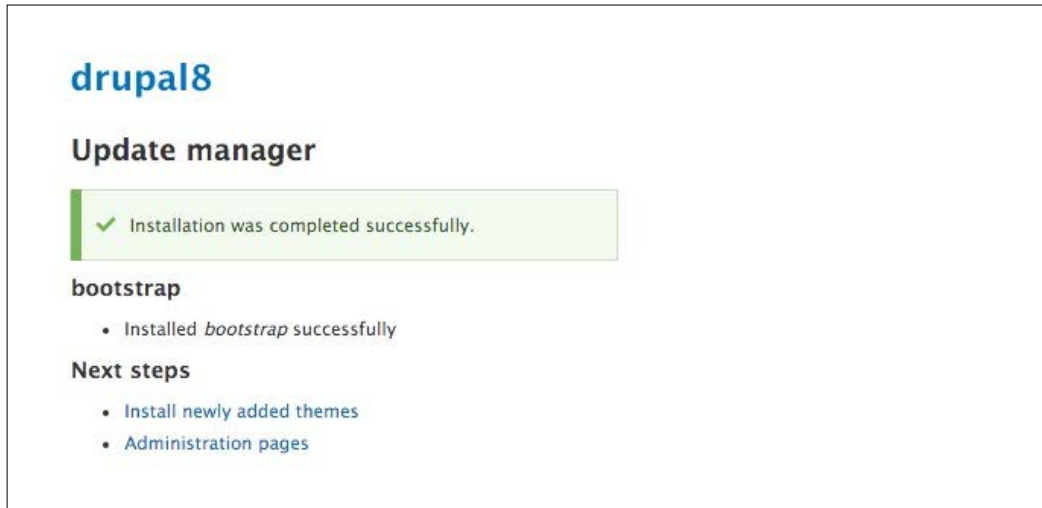 drupal8
Update manager
Installation was completed successfully.
bootstrap
• Installed bootstrap successfully
Next steps
• Install newly added themes
• Administration pages